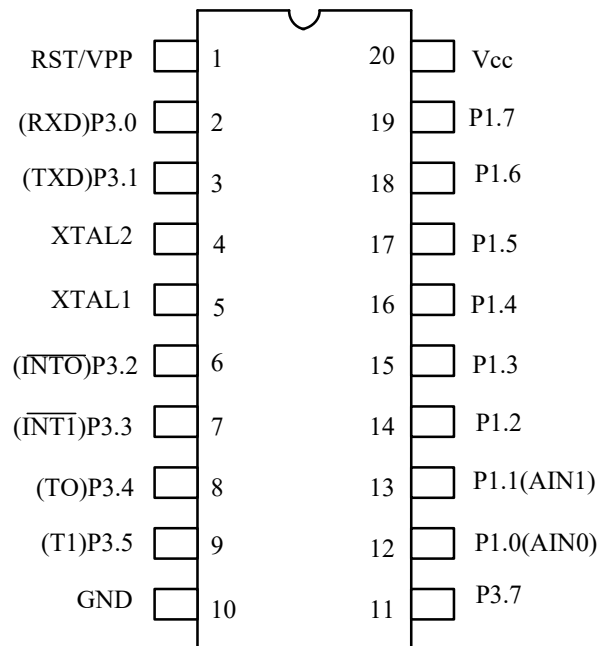 RST/VPP 1 20 Vcc
(RXD)P3.0 2 19 P1.7
(TXD)P3.1 3 18 P1.6
XTAL2 4 17 P1.5
XTAL1 5 16 P1.4
(I̅N̅T̅O̅)P3.2 6 15 P1.3
(I̅N̅T̅1̅)P3.3 7 14 P1.2
(TO)P3.4 8 13 P1.1(AIN1)
(T1)P3.5 9 12 P1.0(AIN0)
GND 10 11 P3.7